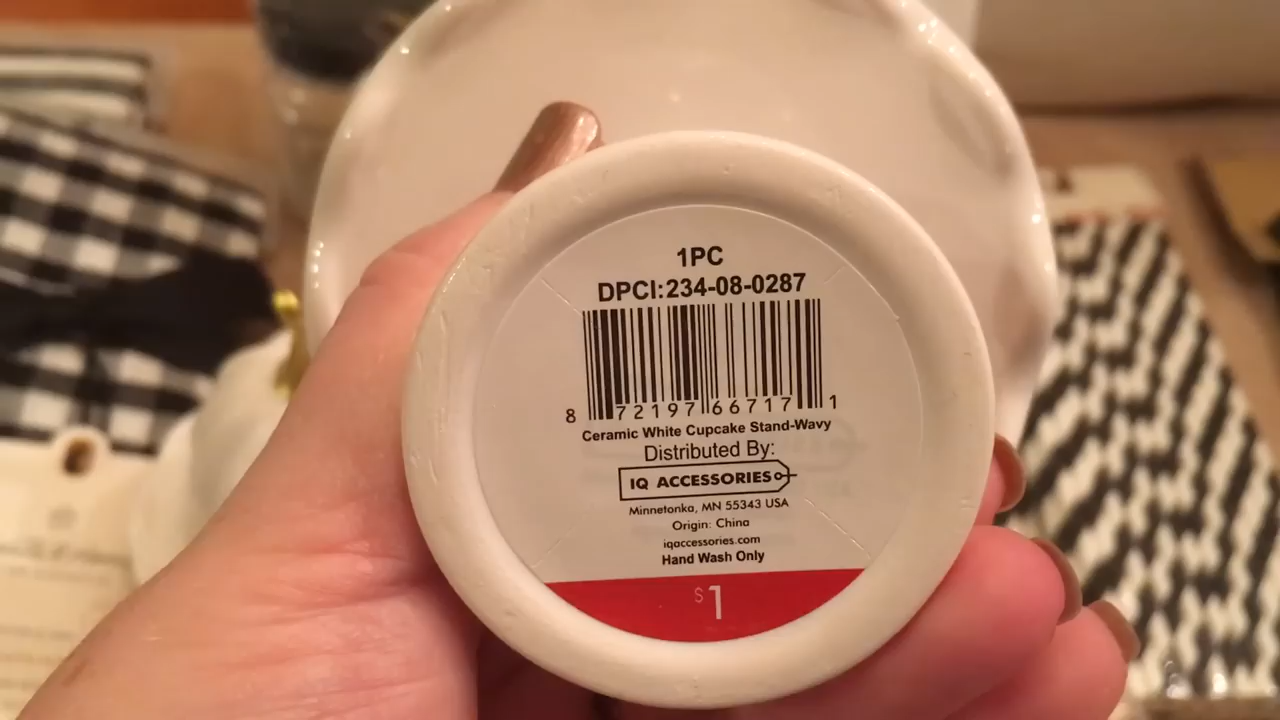 1PC
DPCI:234-08-0287
8 72197 66717 1
Ceramic White Cupcake Stand-Wavy
Distributed By:
IQ ACCESSORIES
Minnetonka, MN 55343 USA
Origin: China
iqaccessories.com
Hand Wash Only
$1